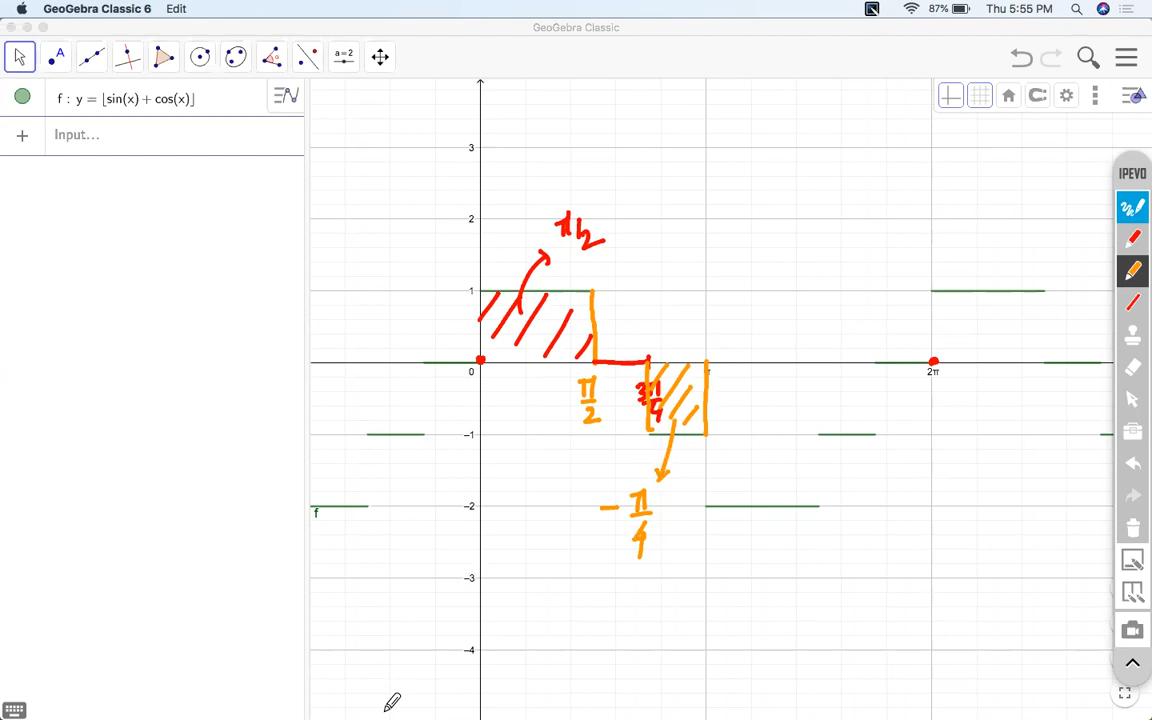 GeoGebra Classic 6 Edit 87% Thu 5:55 PM
GeoGebra Classic
A a=2
f : y = ⌊sin(x) + cos(x)⌋
+ Input...
IPEVO
3
2
π/2
1
0 π 2π
π/2 3π/4
-1
-2
f
- π/4
-3
-4